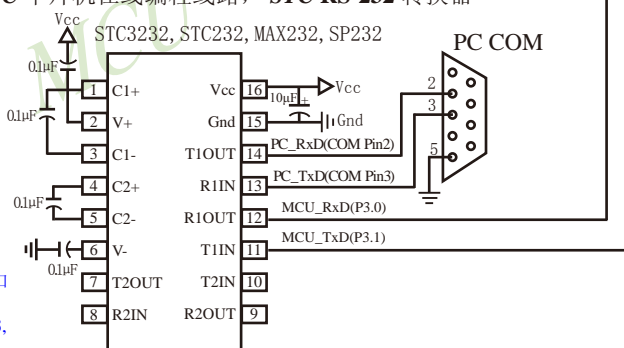 单片机在线编程线路, STC RS-232 转换器
Vcc
STC3232, STC232, MAX232, SP232
PC COM
MCU
0.1μF
0.1μF
0.1μF
0.1μF
1 C1+
2 V+
3 C1-
4 C2+
5 C2-
6 V-
7 T2OUT
8 R2IN
Vcc 16
Gnd 15
T1OUT 14
R1IN 13
R1OUT 12
T1IN 11
T2IN 10
R2OUT 9
Vcc
10μF +
Gnd
PC_RxD(COM Pin2)
PC_TxD(COM Pin3)
MCU_RxD(P3.0)
MCU_TxD(P3.1)
2
3
5